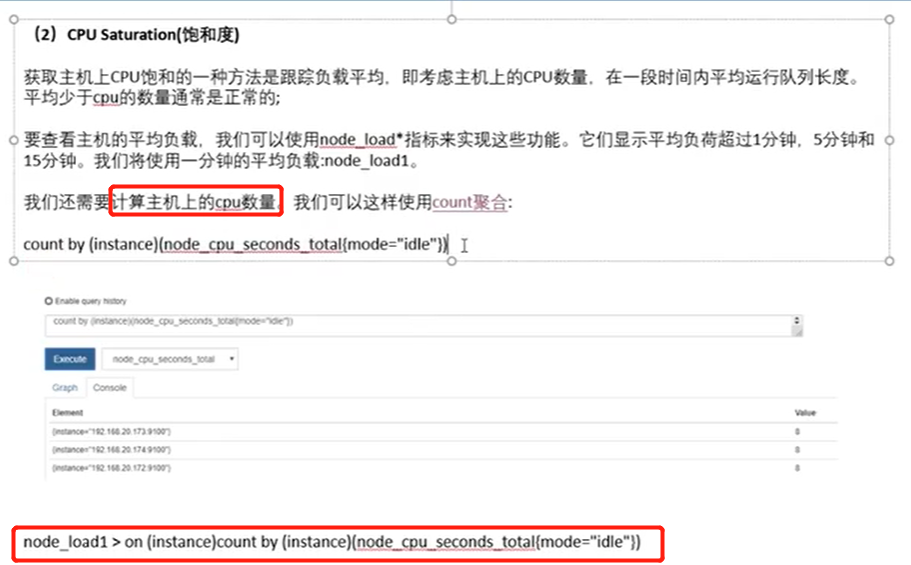 （2）CPU Saturation(饱和度)
获取主机上CPU饱和的一种方法是跟踪负载平均，即考虑主机上的CPU数量，在一段时间内平均运行队列长度。
平均少于cpu的数量通常是正常的;
要查看主机的平均负载，我们可以使用node_load*指标来实现这些功能。它们显示平均负荷超过1分钟，5分钟和
15分钟。我们将使用一分钟的平均负载:node_load1。
我们还需要计算主机上的cpu数量。我们可以这样使用count聚合:
count by (instance)(node_cpu_seconds_total{mode="idle"})
Enable query history
count by (instance)(node_cpu_seconds_total{mode="idle"})
Execute node_cpu_seconds_total
Graph Console
Element Value
{instance="192.168.20.173:9100"} 8
{instance="192.168.20.174:9100"} 8
{instance="192.168.20.172:9100"} 8
node_load1 > on (instance)count by (instance)(node_cpu_seconds_total{mode="idle"})